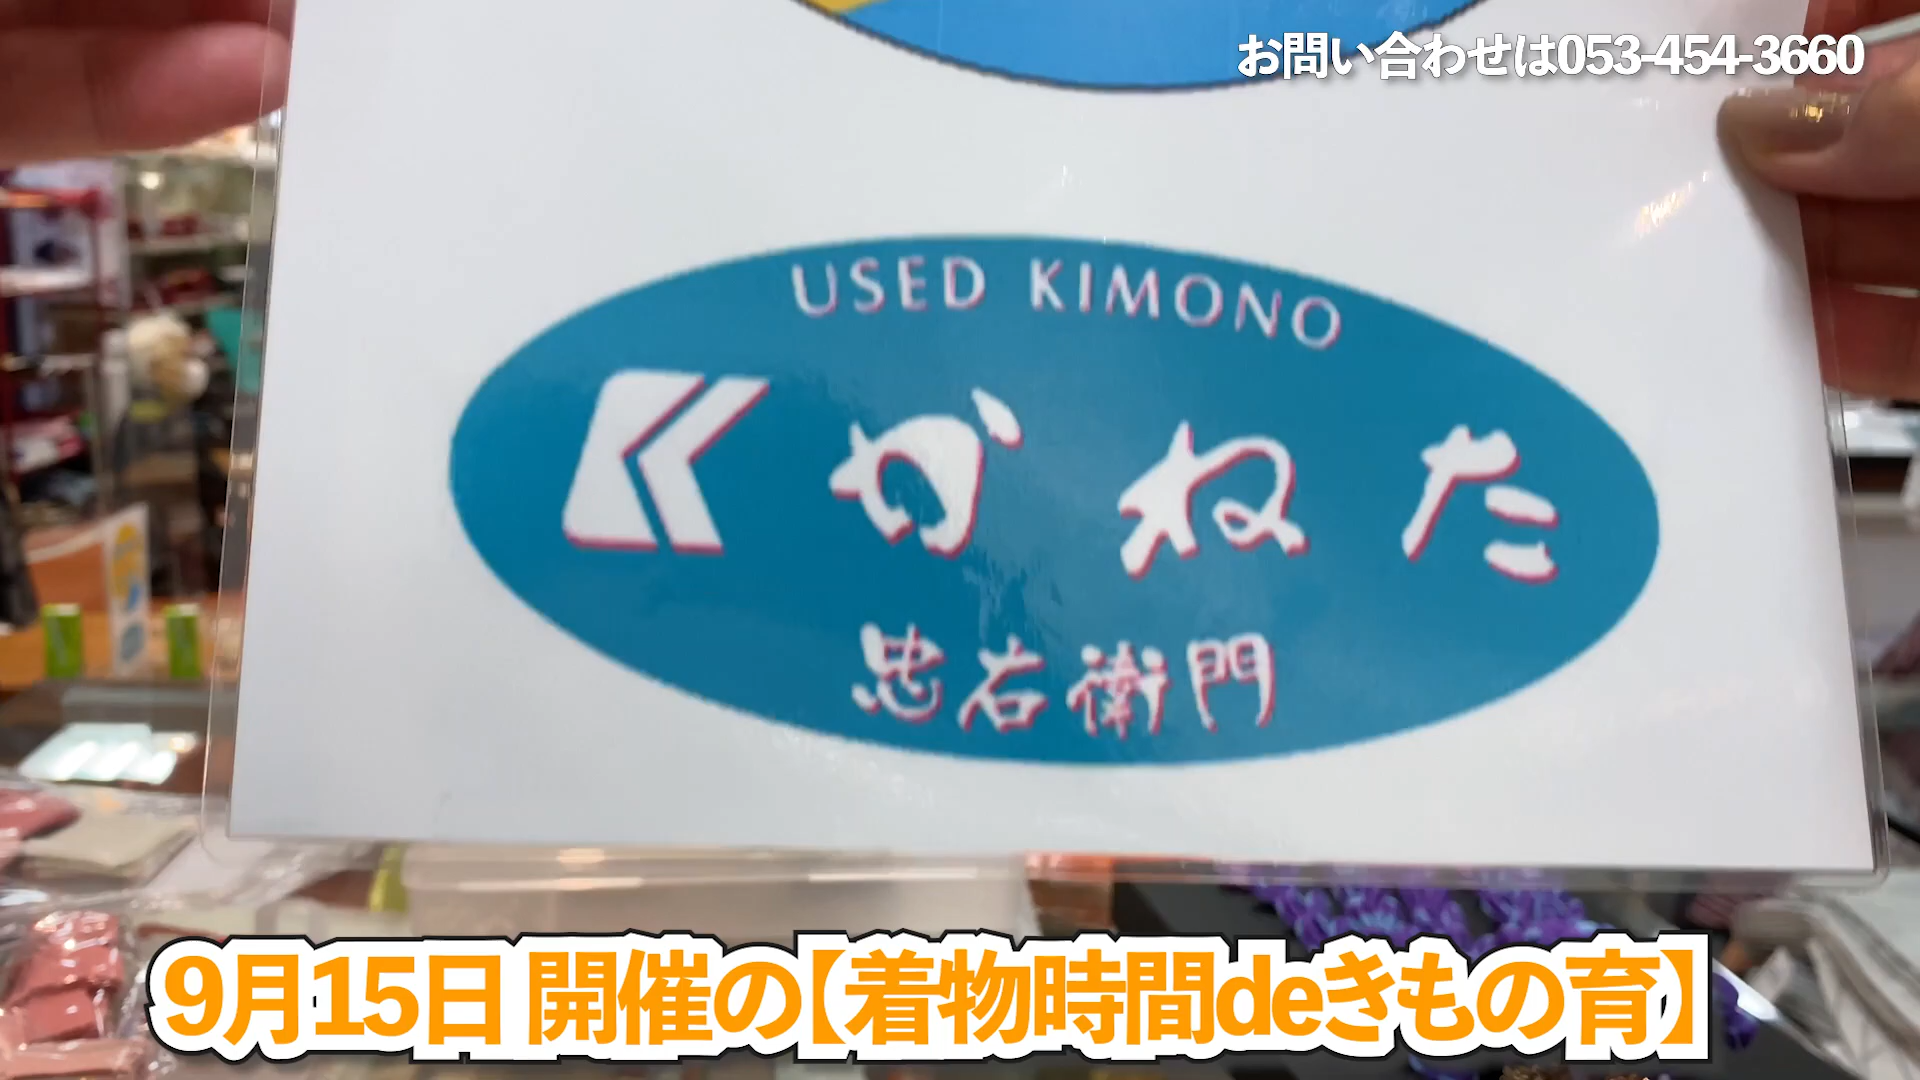 お問い合わせは053-454-3660
USED KIMONO
かねた
忠右衛門
9月15日 開催の【着物時間deきもの育】